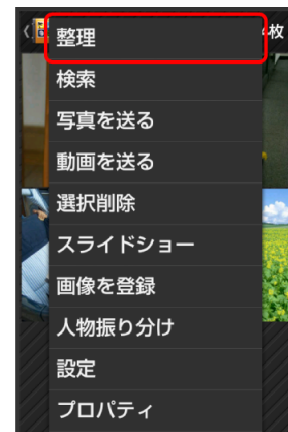 整理
枚
検索
写真を送る
動画を送る
選択削除
スライドショー
画像を登録
人物振り分け
設定
プロパティ